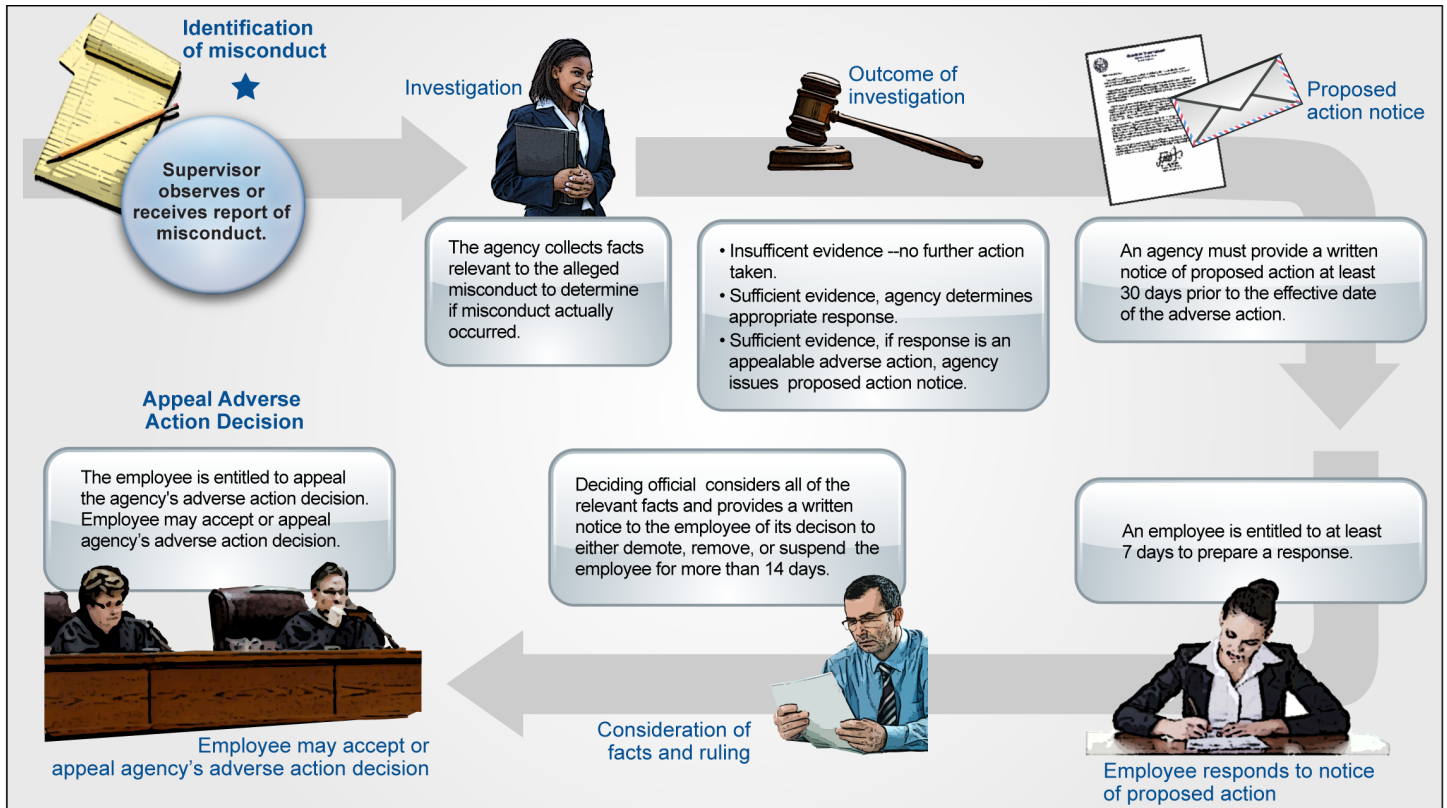 Identification
of misconduct
Supervisor
observes or
receives report of
misconduct.
Investigation
The agency collects facts
relevant to the alleged
misconduct to determine
if misconduct actually
occurred.
Outcome of
investigation
• Insufficent evidence --no further action
taken.
• Sufficient evidence, agency determines
appropriate response.
• Sufficient evidence, if response is an
appealable adverse action, agency
issues proposed action notice.
Proposed
action notice
An agency must provide a written
notice of proposed action at least
30 days prior to the effective date
of the adverse action.
An employee is entitled to at least
7 days to prepare a response.
Employee responds to notice
of proposed action
Deciding official considers all of the
relevant facts and provides a written
notice to the employee of its decison to
either demote, remove, or suspend the
employee for more than 14 days.
Consideration of
facts and ruling
Appeal Adverse
Action Decision
The employee is entitled to appeal
the agency's adverse action decision.
Employee may accept or appeal
agency’s adverse action decision.
Employee may accept or
appeal agency’s adverse action decision